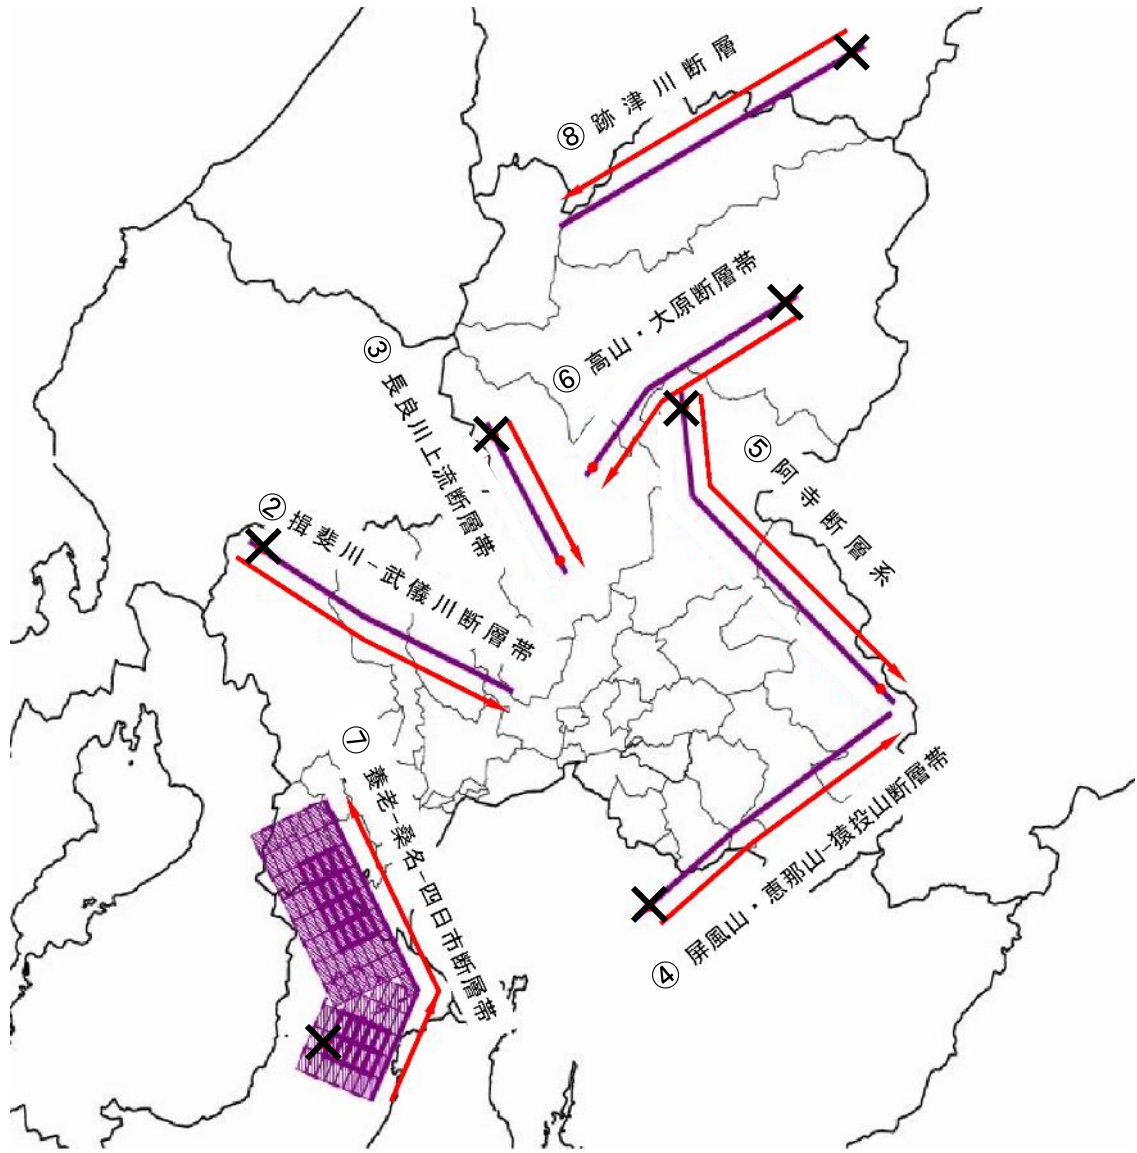 ⑧ 跡津川断層
⑥ 高山・大原断層帯
③ 長良川上流断層帯
⑤ 阿寺断層系
② 揖斐川-武儀川断層帯
⑦ 養老-桑名-四日市断層帯
④ 屏風山・恵那山-猿投山断層帯